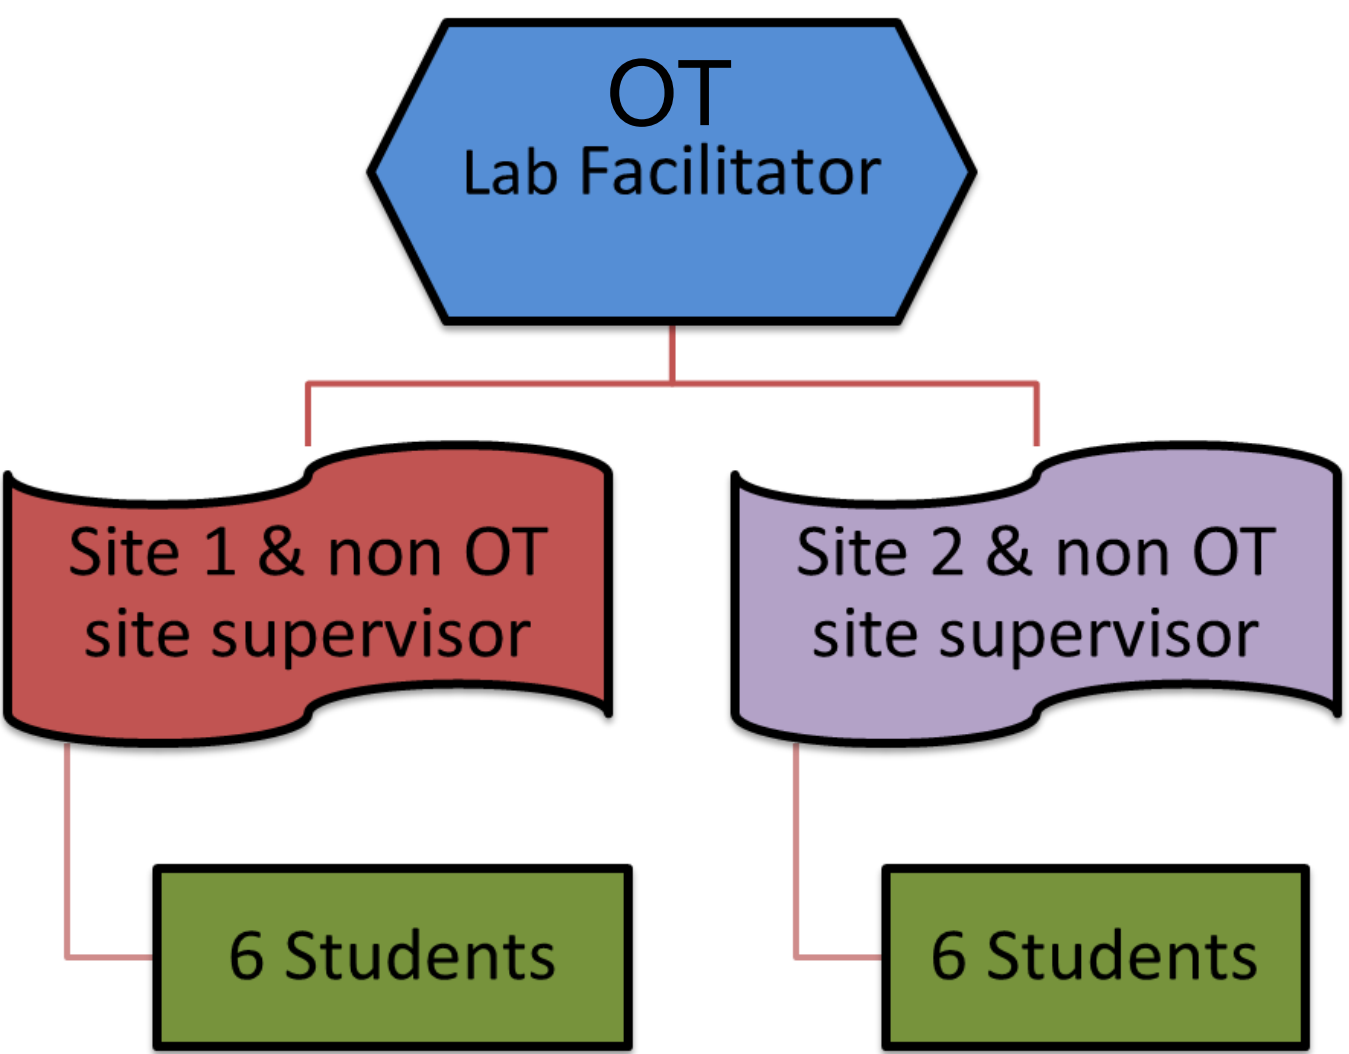 OT
Lab Facilitator
Site 1 & non OT
site supervisor
Site 2 & non OT
site supervisor
6 Students
6 Students